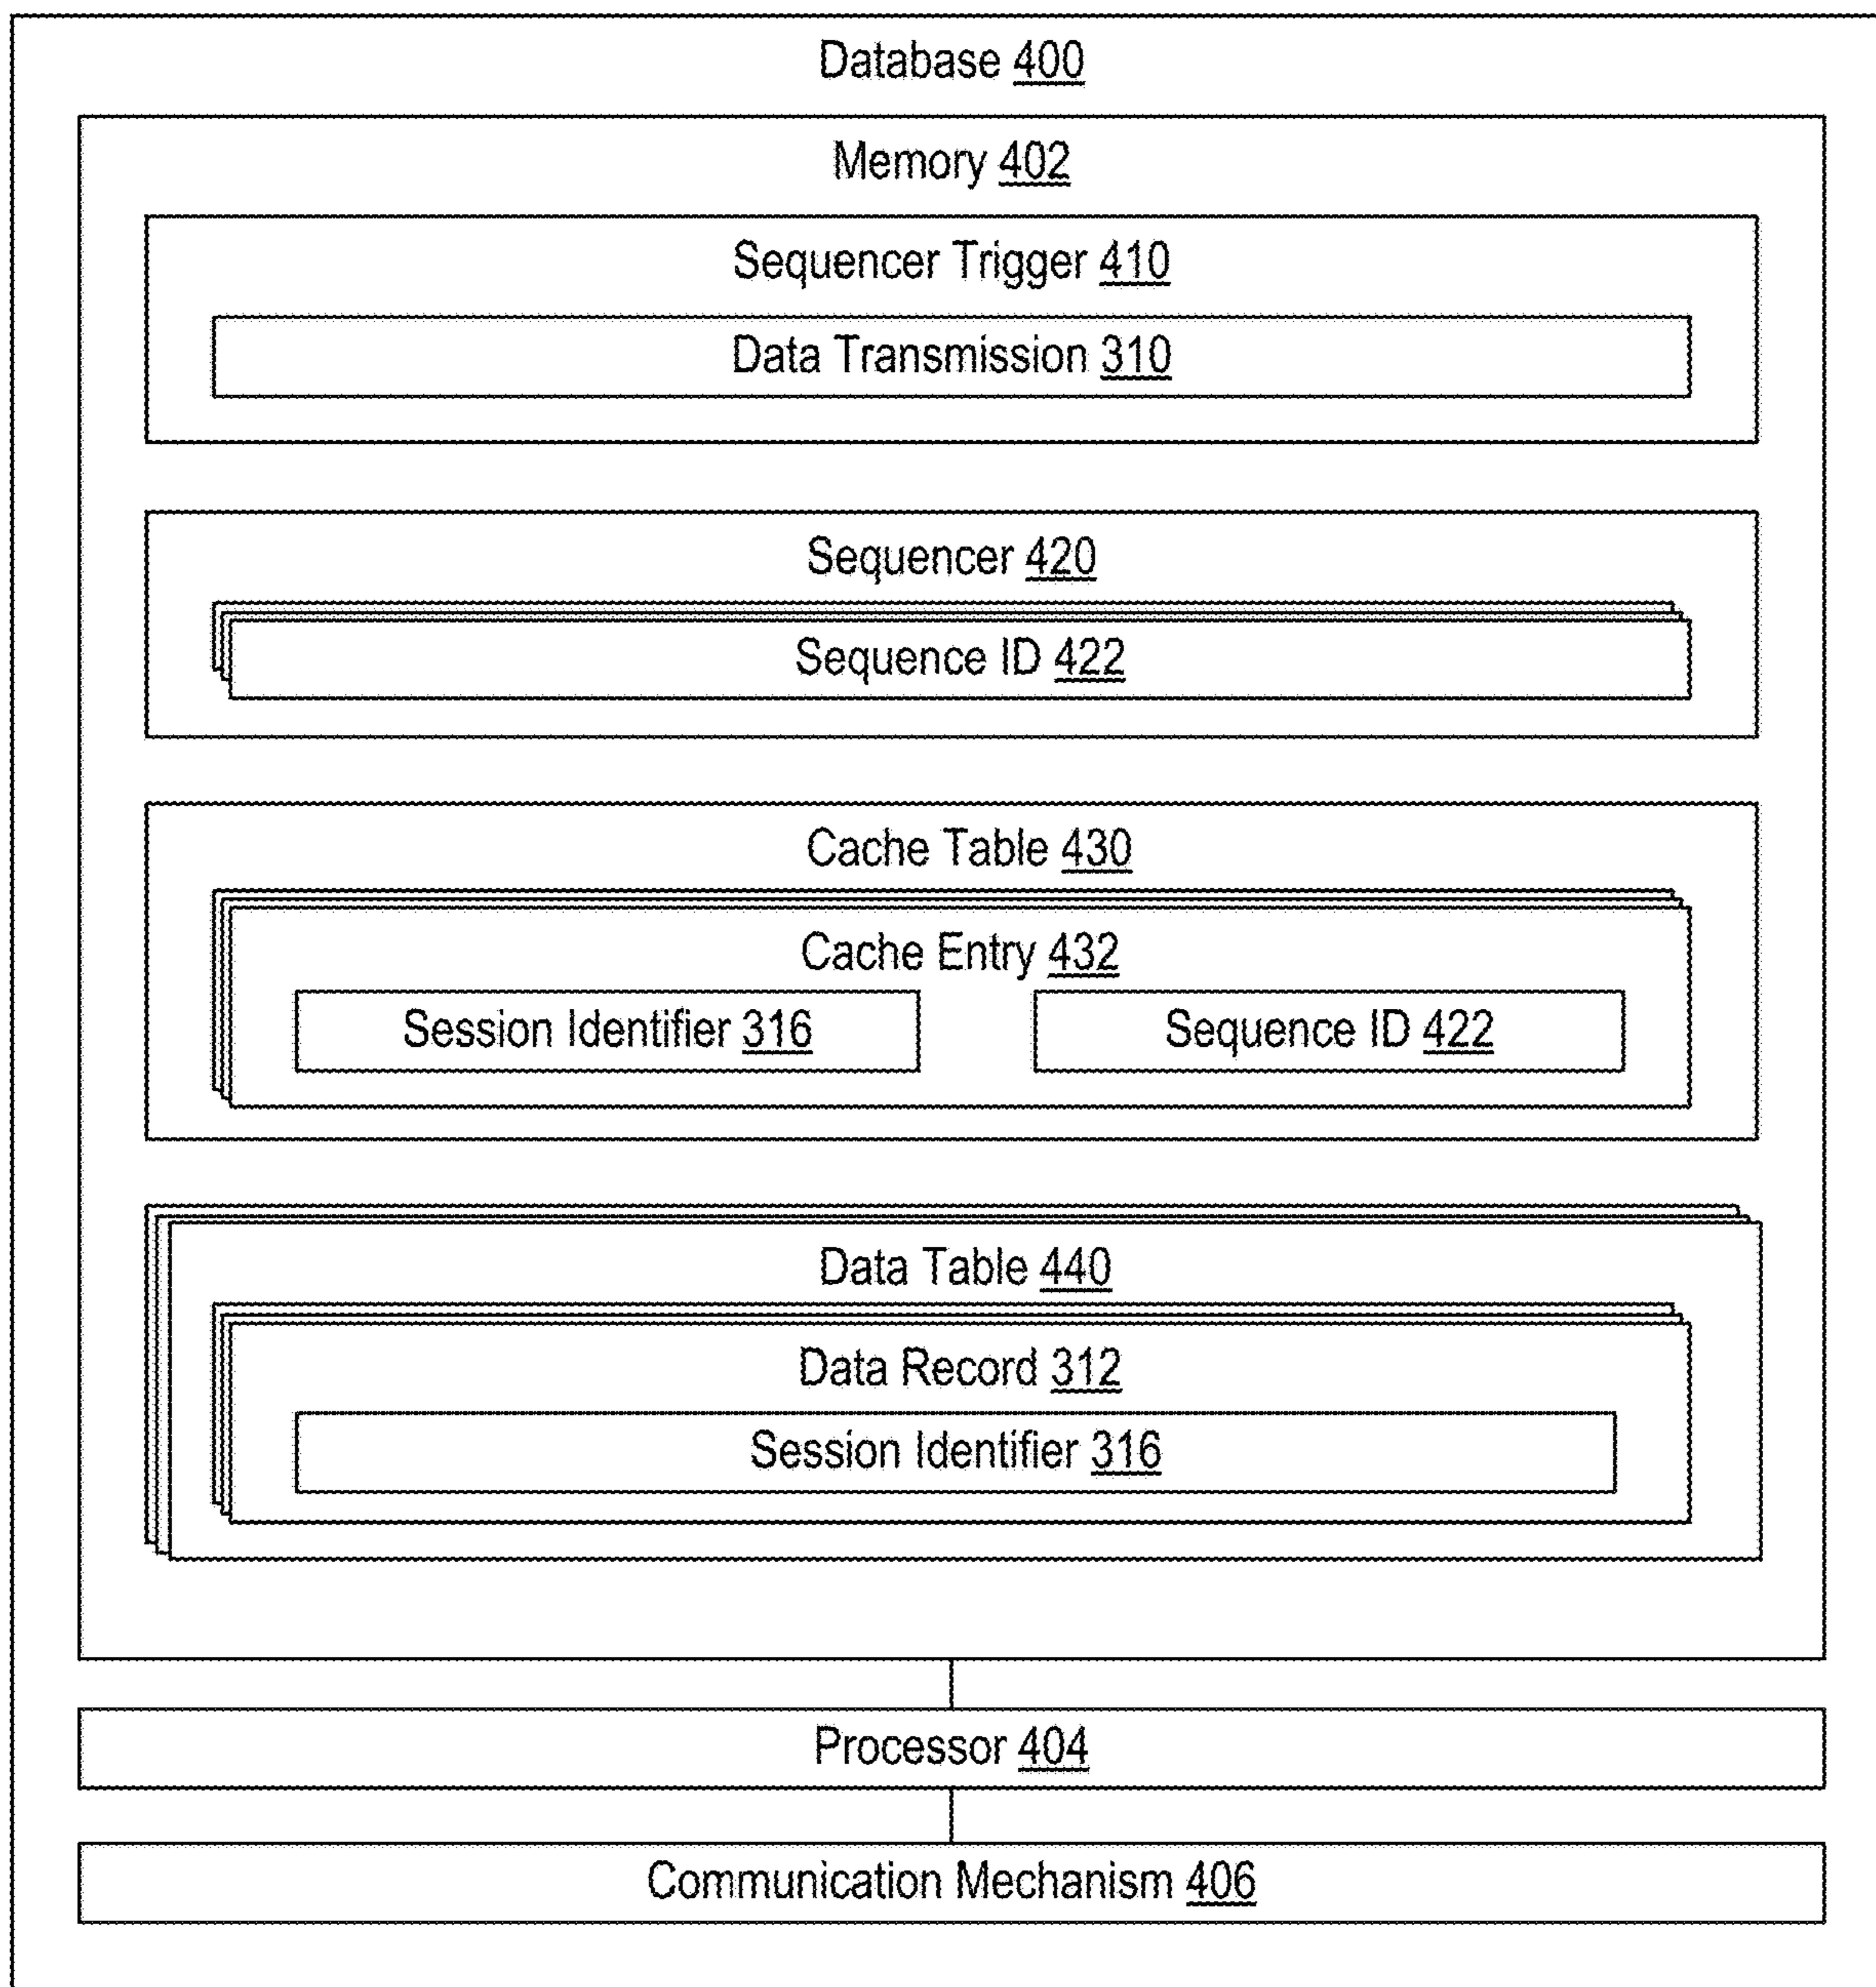 Database 400
Memory 402
Sequencer Trigger 410
Data Transmission 310
Sequencer 420
Sequence ID 422
Cache Table 430
Cache Entry 432
Session Identifier 316 Sequence ID 422
Data Table 440
Data Record 312
Session Identifier 316
Processor 404
Communication Mechanism 406